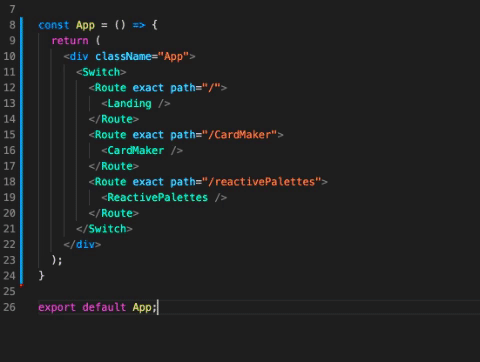 7
8 const App = () => {
9 return (
10 <div className="App">
11 <Switch>
12 <Route exact path="/">
13 <Landing />
14 </Route>
15 <Route exact path="/CardMaker">
16 <CardMaker />
17 </Route>
18 <Route exact path="/reactivePalettes">
19 <ReactivePalettes />
20 </Route>
21 </Switch>
22 </div>
23 );
24 }
25
26 export default App;